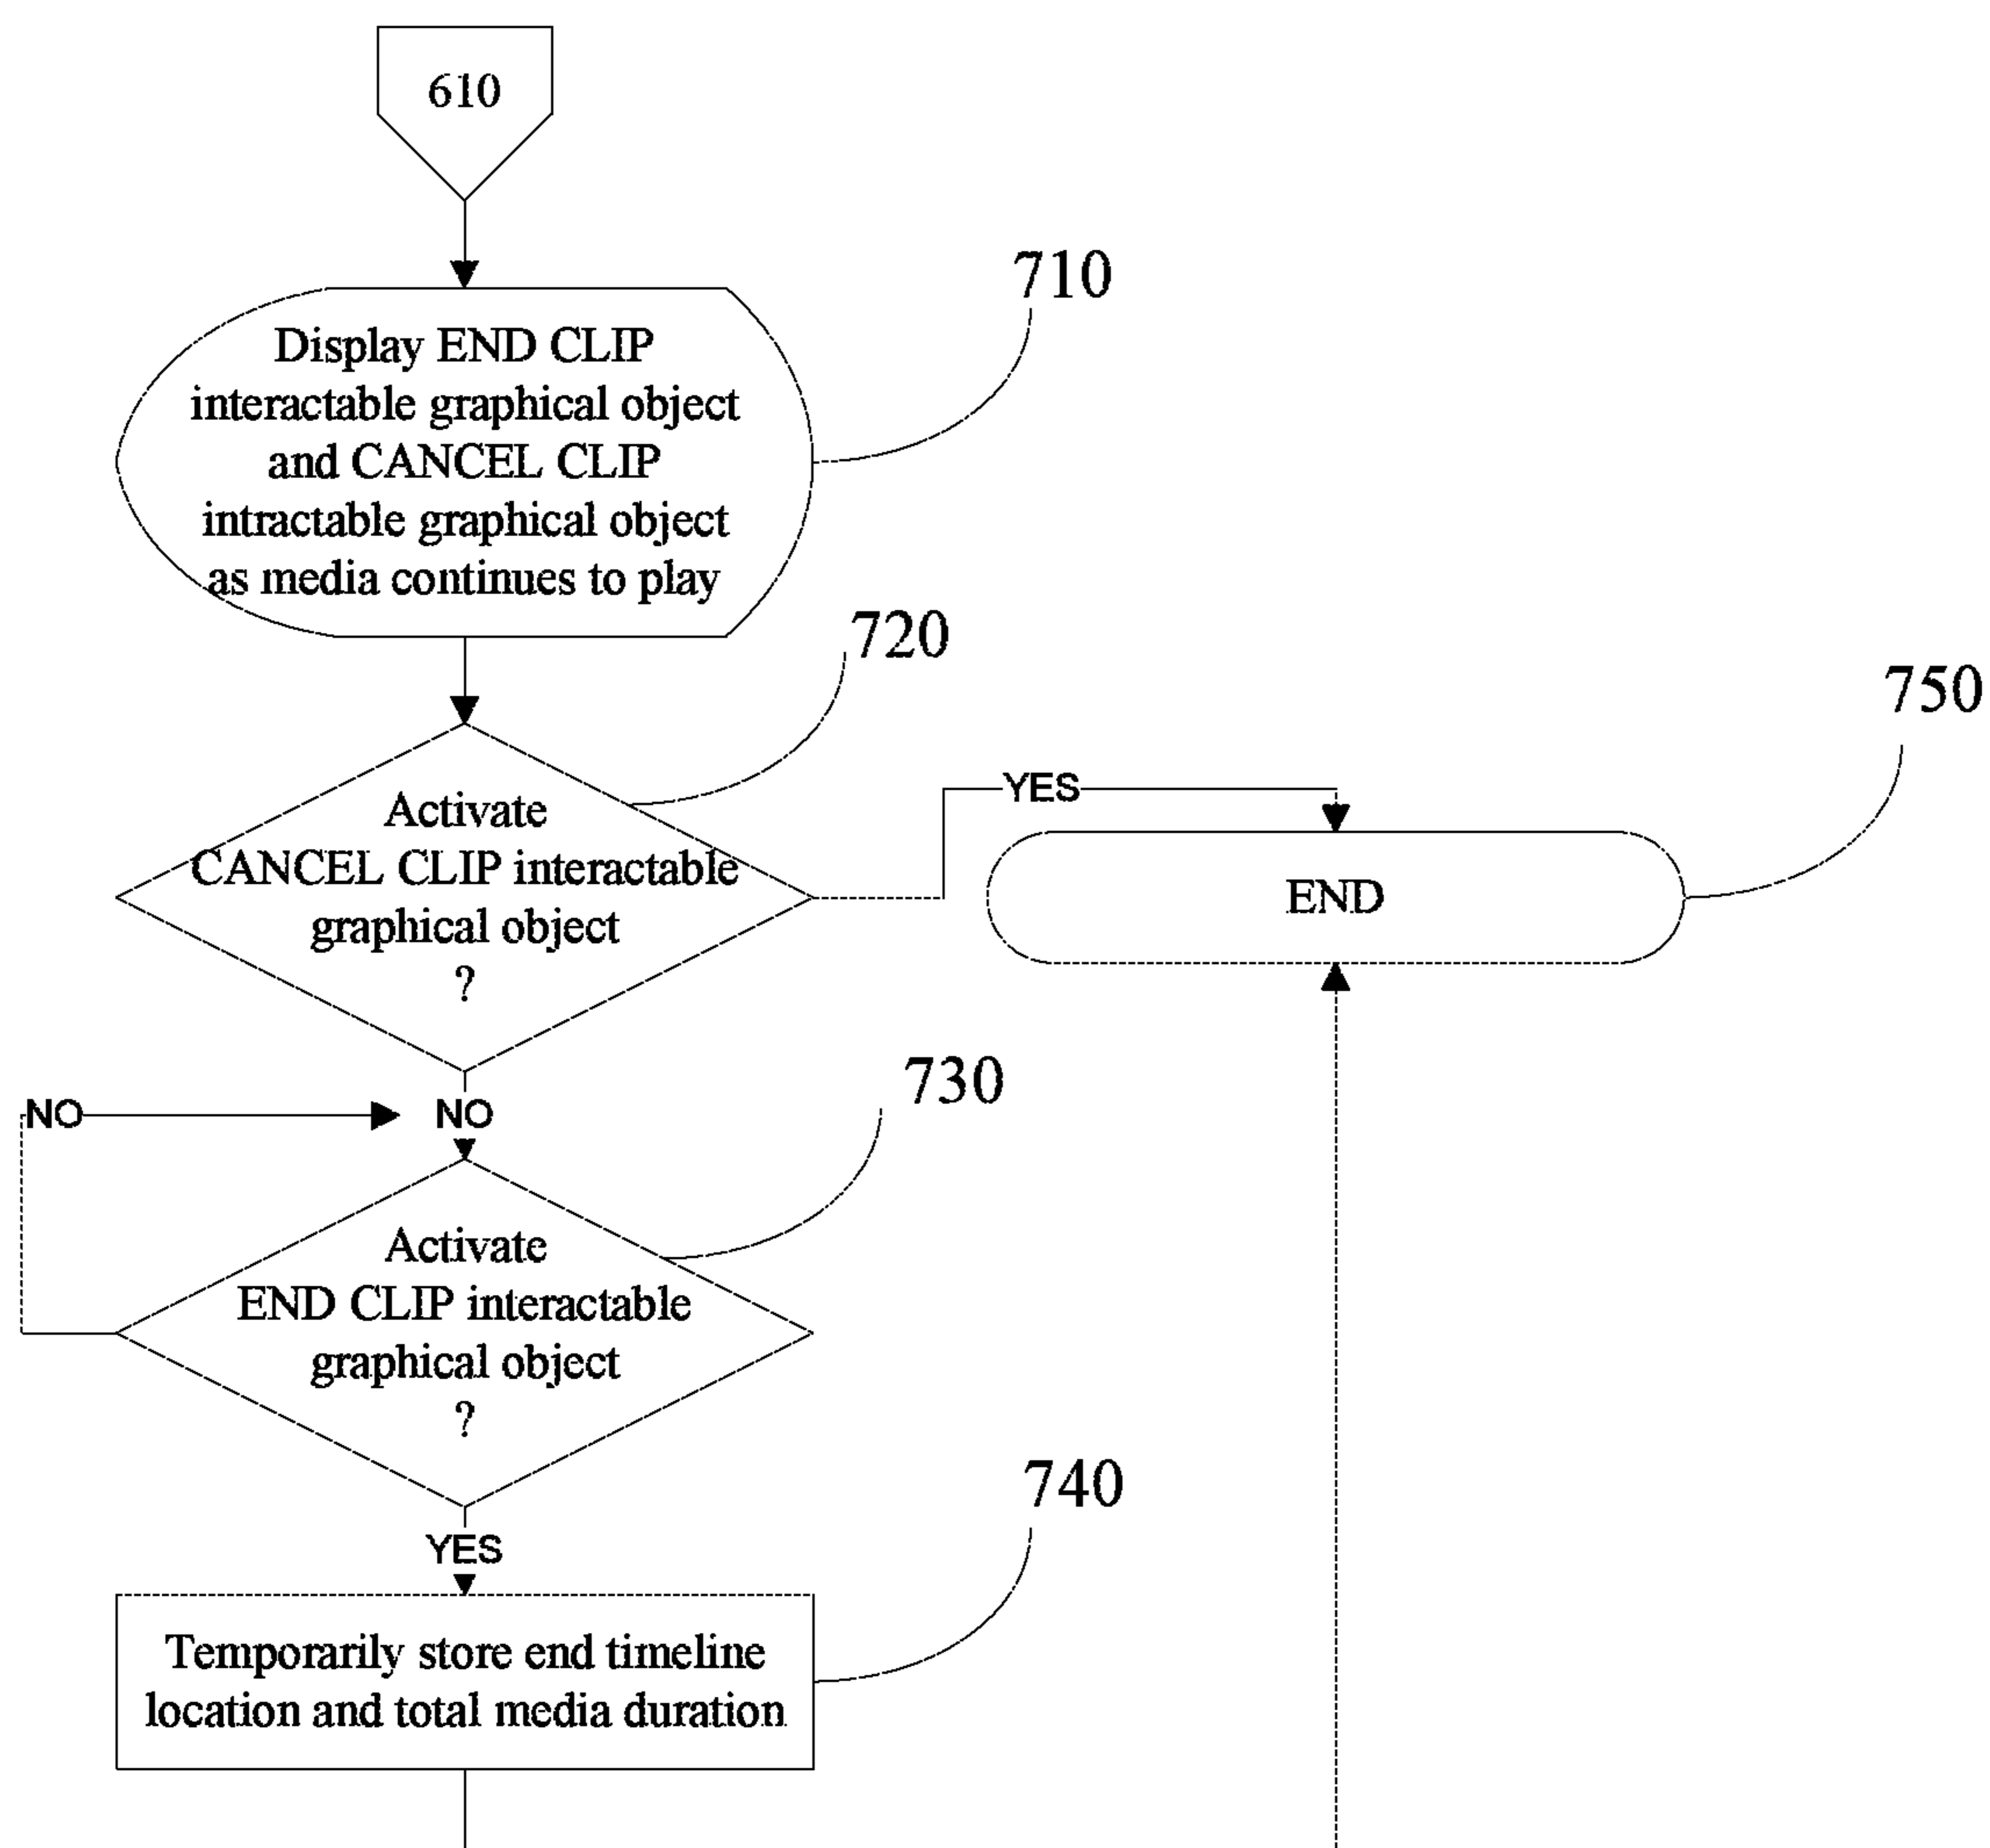 610
710
Display END CLIP
interactable graphical object
and CANCEL CLIP
intractable graphical object
as media continues to play
720
750
YES
Activate
CANCEL CLIP interactable
graphical object
?
END
730
NO
NO
Activate
END CLIP interactable
graphical object
?
740
YES
Temporarily store end timeline
location and total media duration